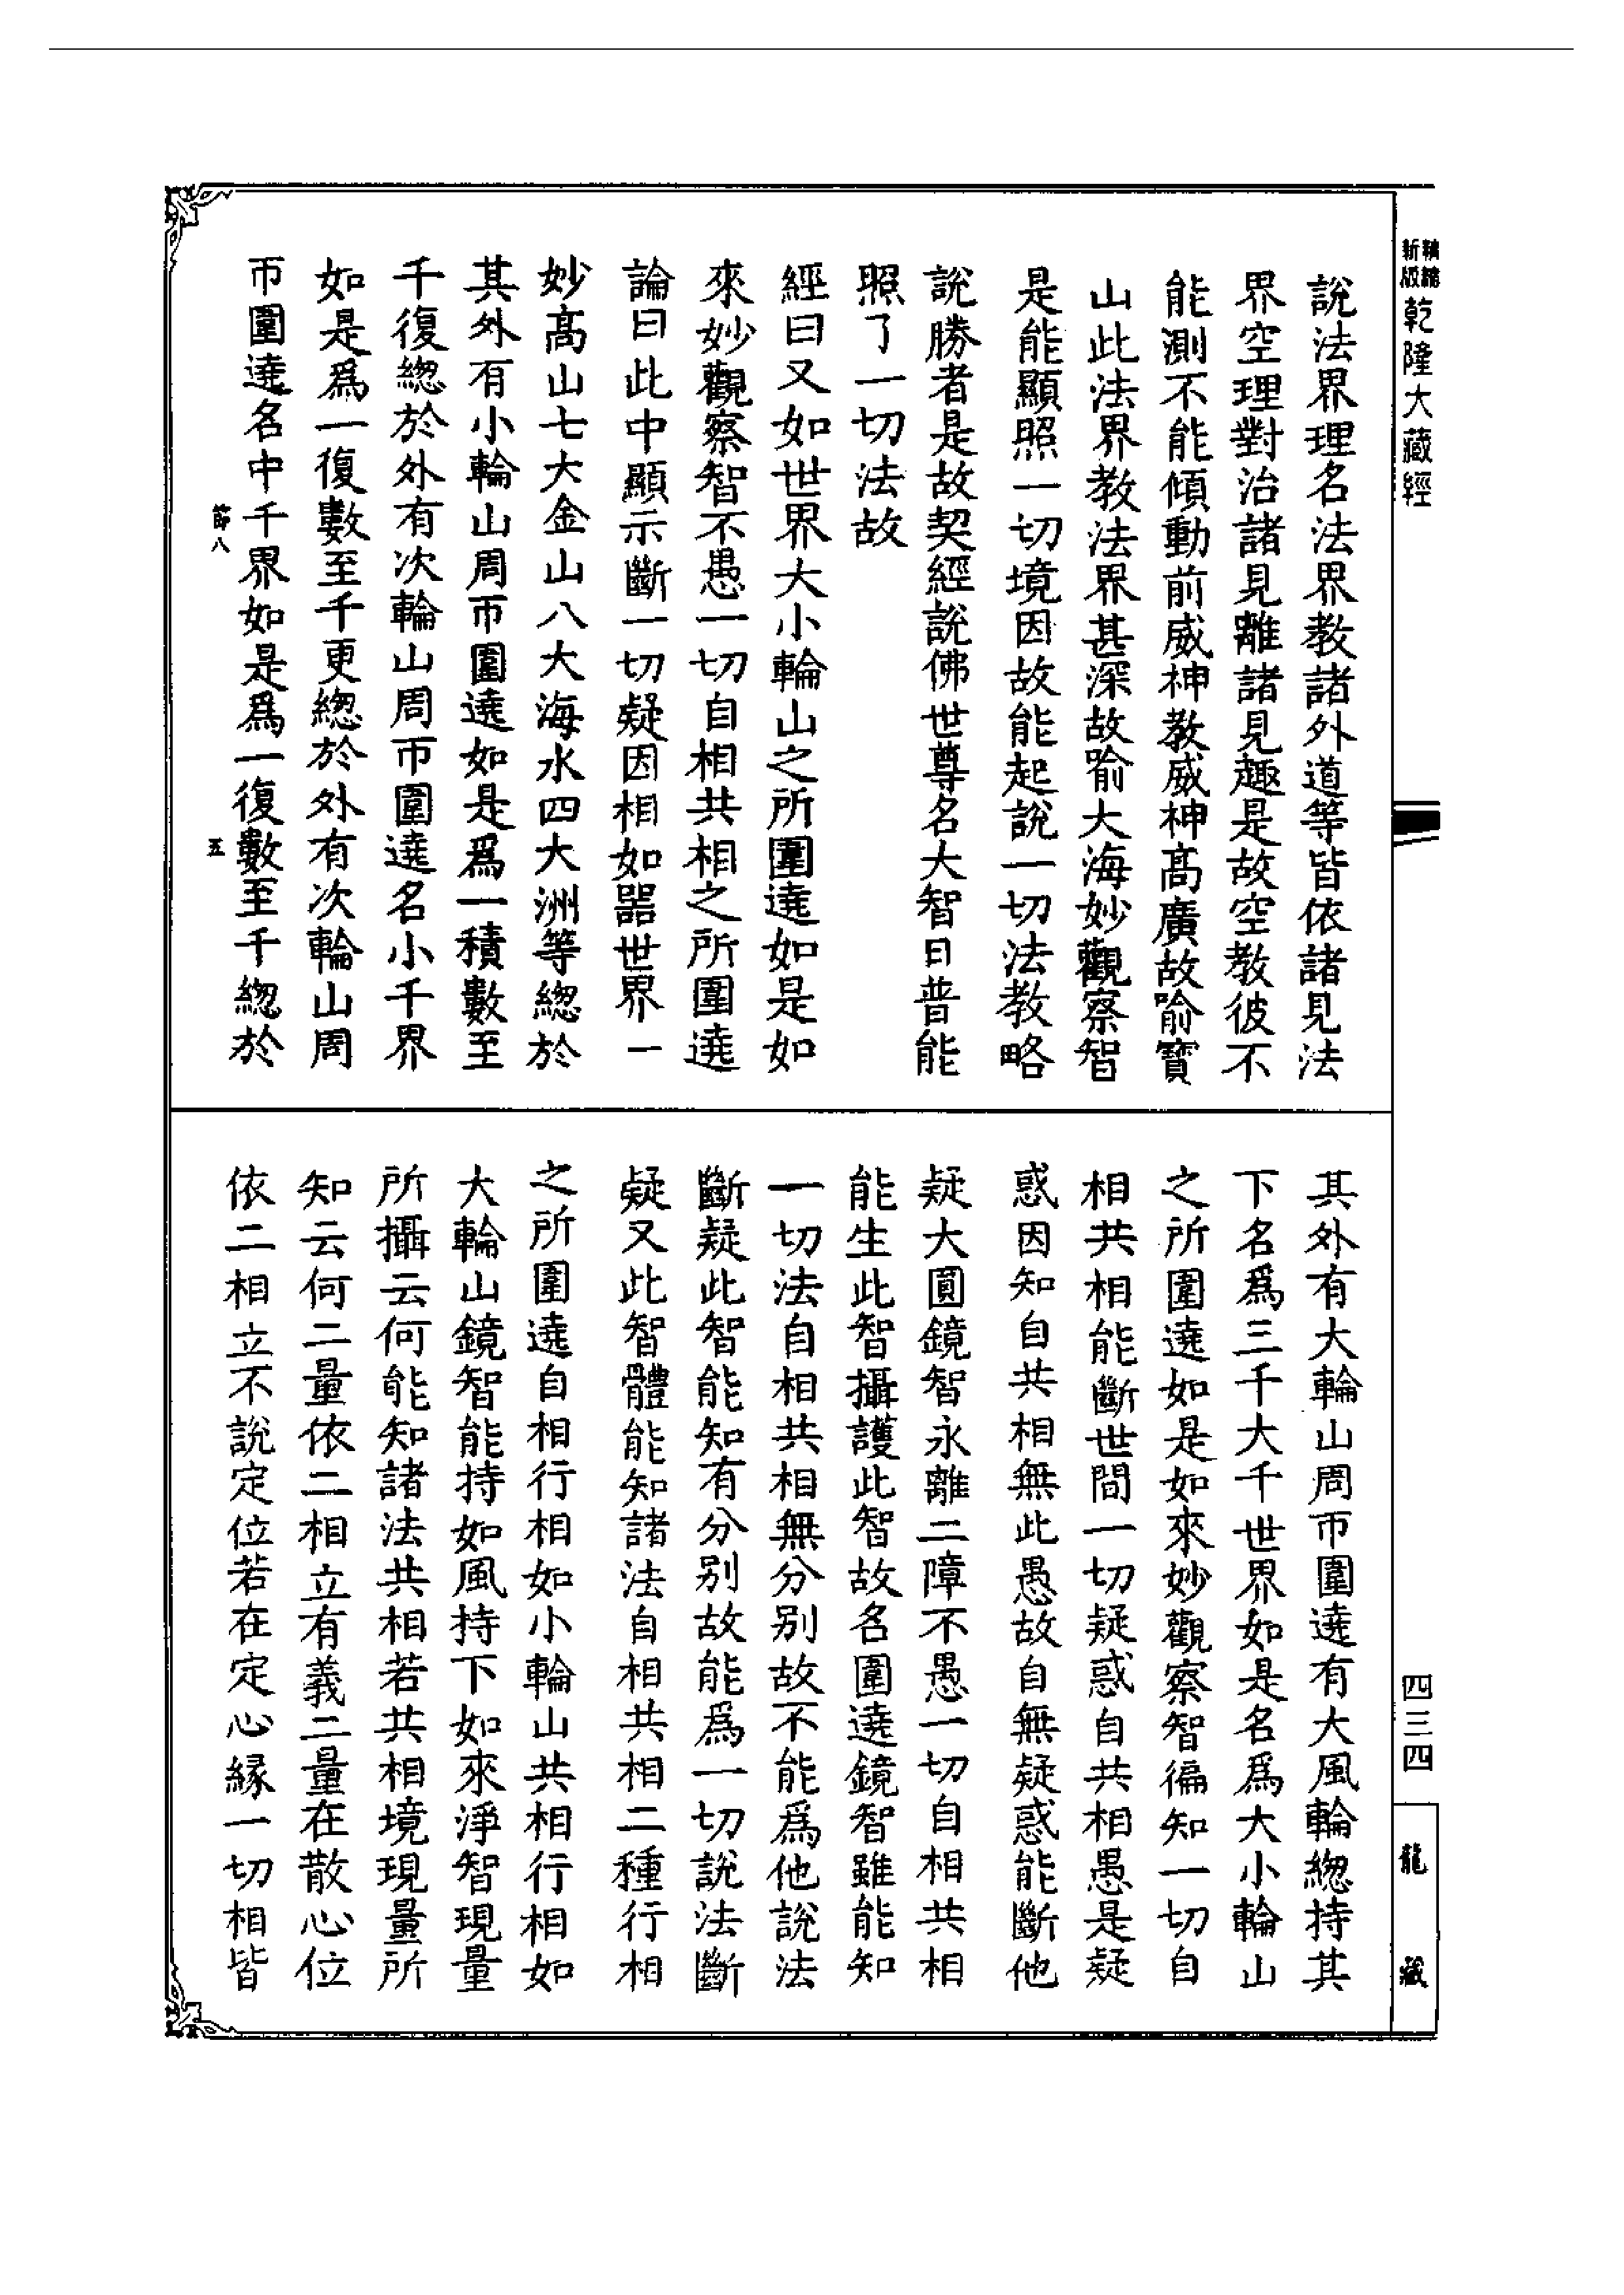 新版精縮乾隆大藏經
說法界理名法界教諸外道等皆依諸見法
界空理對治諸見離諸見趣是故空教彼不
能測不能傾動前威神教威神高廣故喻寶
山此法界教法界甚深故喻大海妙觀察智
是能顯照一切境因故能起說一切法教略
說勝者是故契經說佛世尊名大智日普能
照了一切法故
經曰又如世界大小輪山之所圍遶如是如
來妙觀察智不愚一切自相共相之所圍遶
論曰此中顯示斷一切疑因相如器世界一
妙高山七大金山八大海水四大洲等緫於
其外有小輪山周帀圍遶如是爲一積數至
千復緫於外有次輪山周帀圍遶名小千界
如是爲一復數至千更緫於外有次輪山周
帀圍遶名中千界如是爲一復數至千緫於
節八
五
其外有大輪山周帀圍遶有大風輪緫持其
下名爲三千大千世界如是名爲大小輪山
之所圍遶如是如來妙觀察智徧知一切自
相共相能斷世間一切疑惑自共相愚是疑
惑因知自共相無此愚故自無疑惑能斷他
疑大圓鏡智永離二障不愚一切自相共相
能生此智攝護此智故名圍遶鏡智雖能知
一切法自相共相無分别故不能爲他說法
斷疑此智能知有分别故能爲一切說法斷
疑又此智體能知諸法自相共相二種行相
之所圍遶自相行相如小輪山共相行相如
大輪山鏡智能持如風持下如來淨智現量
所攝云何能知諸法共相若共相境現量所
知云何二量依二相立有義二量在散心位
依二相立不說定位若在定心縁一切相皆
四三四
龍藏